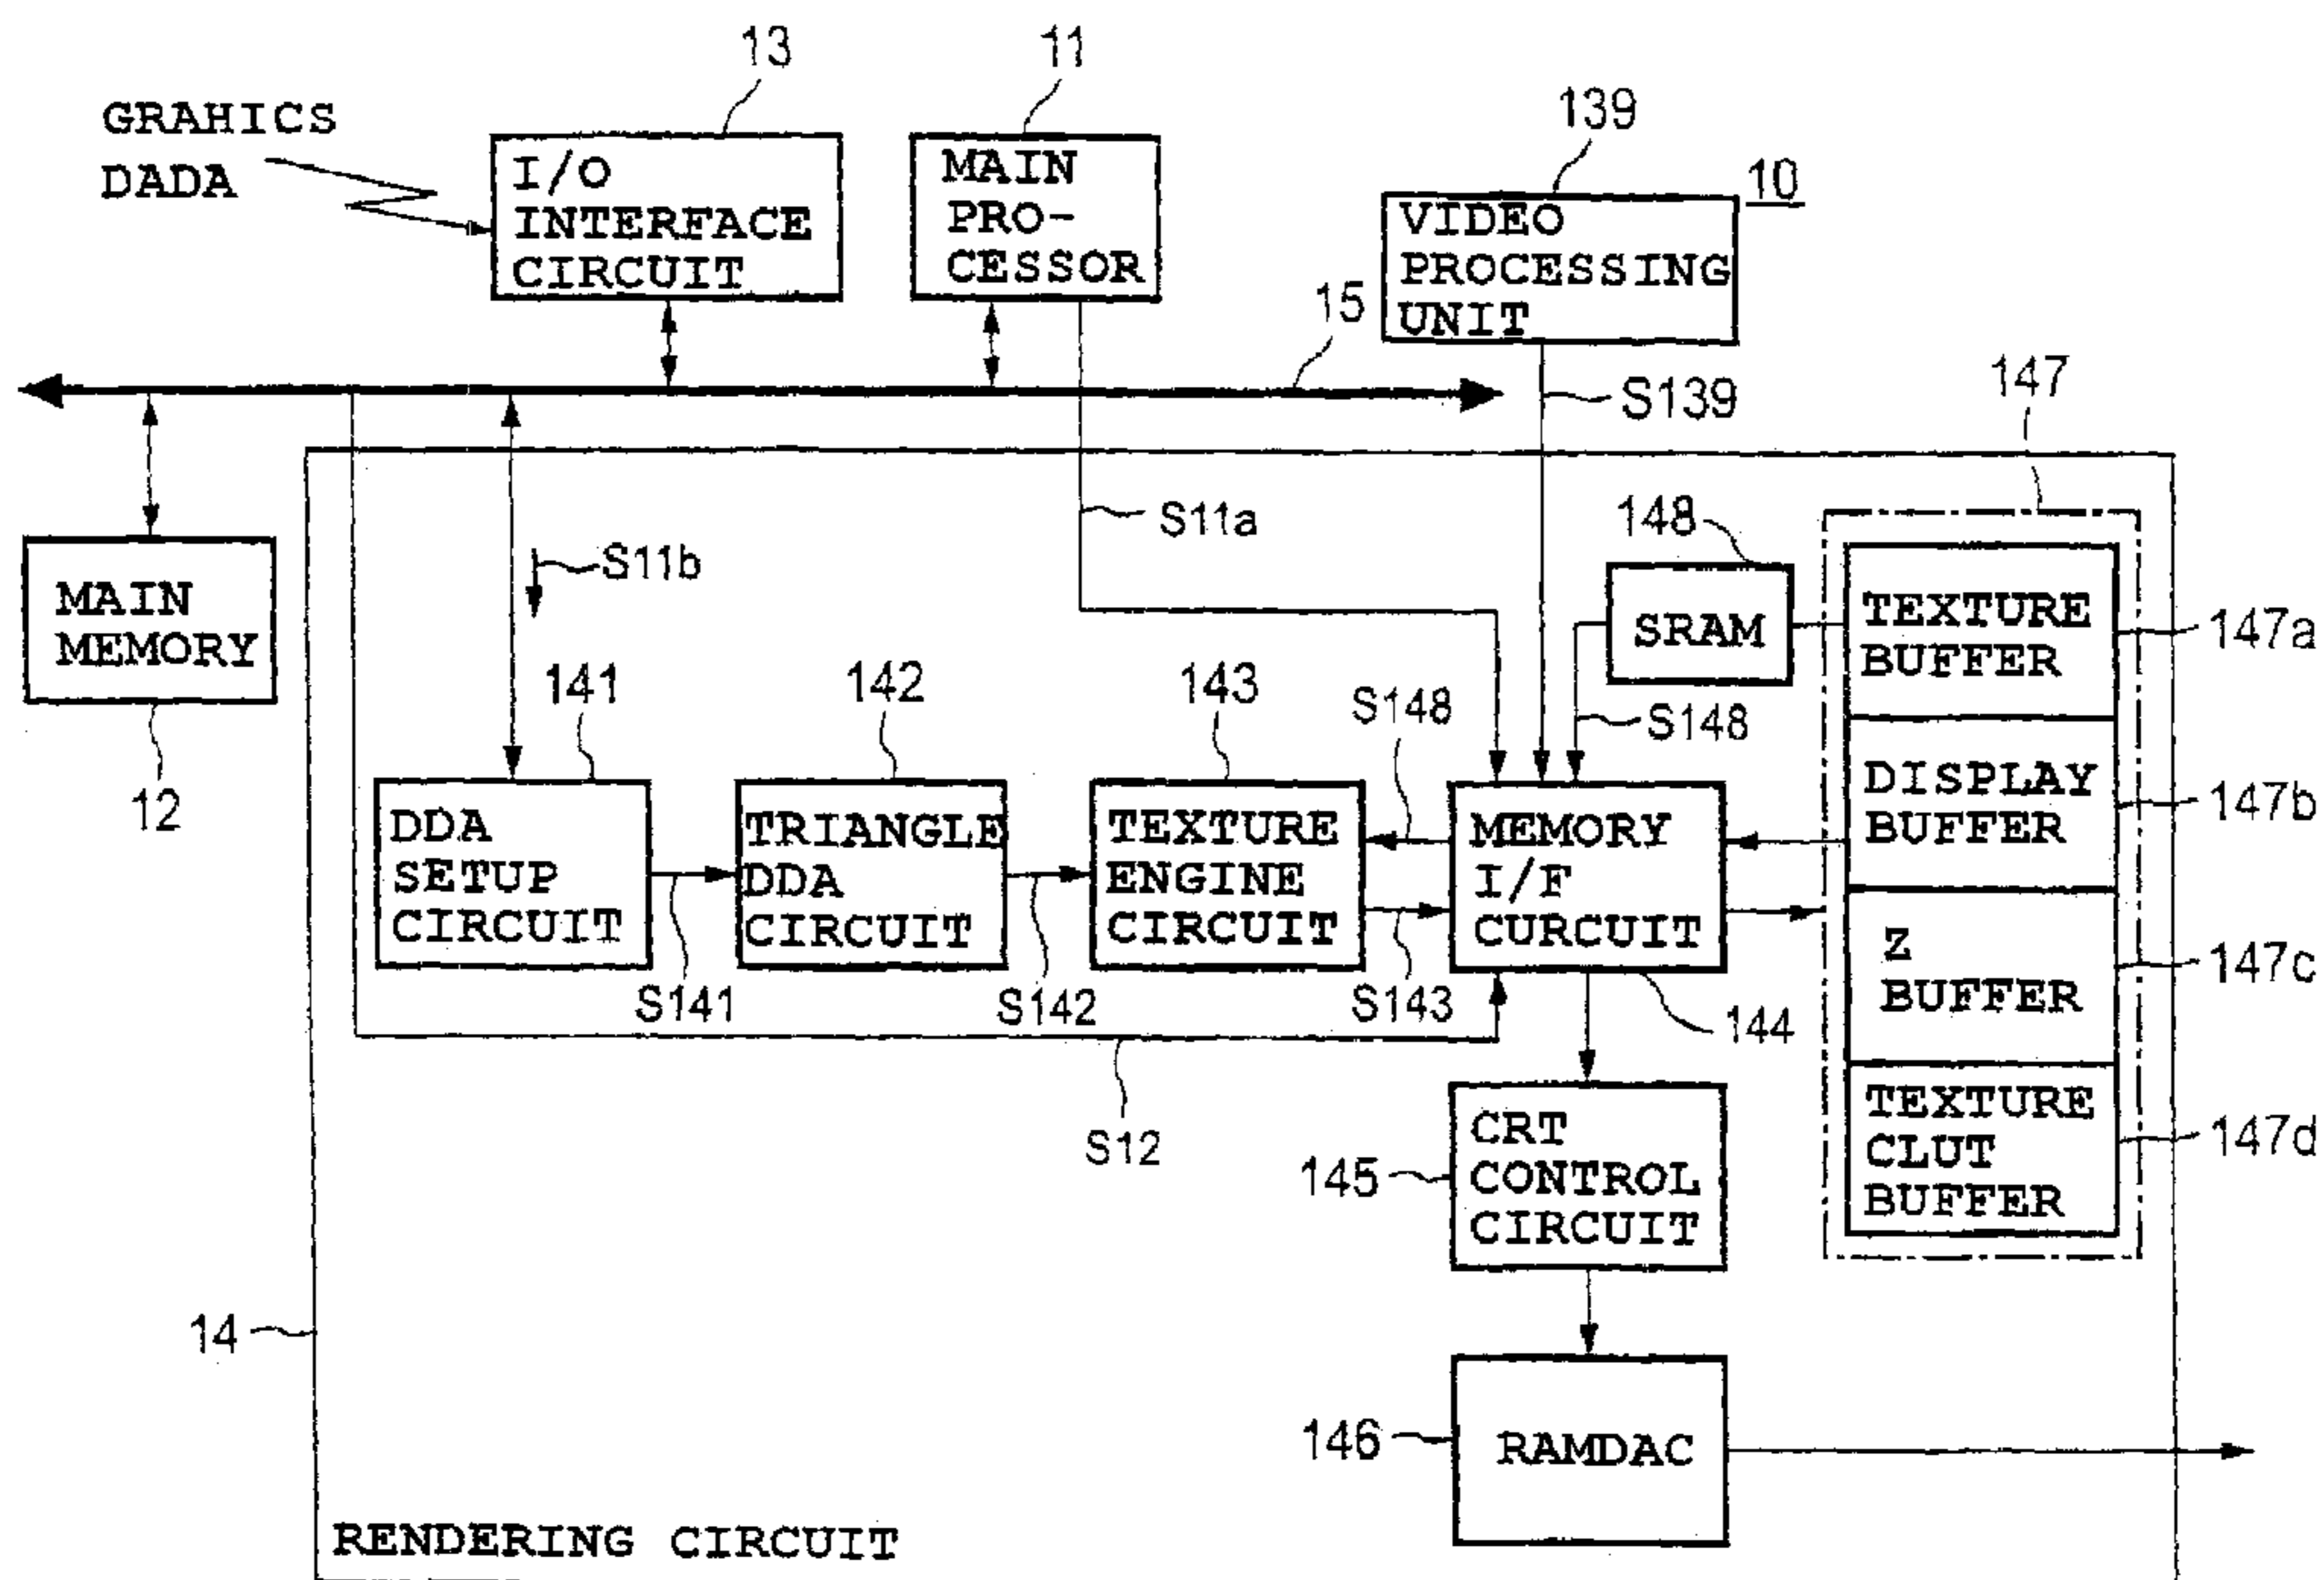 13
11
139
10
GRAHICS
DADA
I/O
INTERFACE
CIRCUIT
MAIN
PRO-
CESSOR
VIDEO
PROCESSING
UNIT
15
S139
147
S11a
148
S11b
MAIN
MEMORY
12
SRAM
TEXTURE
BUFFER
147a
S148
S148
141
142
143
DDA
SETUP
CIRCUIT
TRIANGLE
DDA
CIRCUIT
TEXTURE
ENGINE
CIRCUIT
MEMORY
I/F
CURCUIT
DISPLAY
BUFFER
147b
Z
BUFFER
147c
S141
S142
S143
144
S12
TEXTURE
CLUT
BUFFER
147d
145
CRT
CONTROL
CIRCUIT
14
146
RAMDAC
RENDERING CIRCUIT